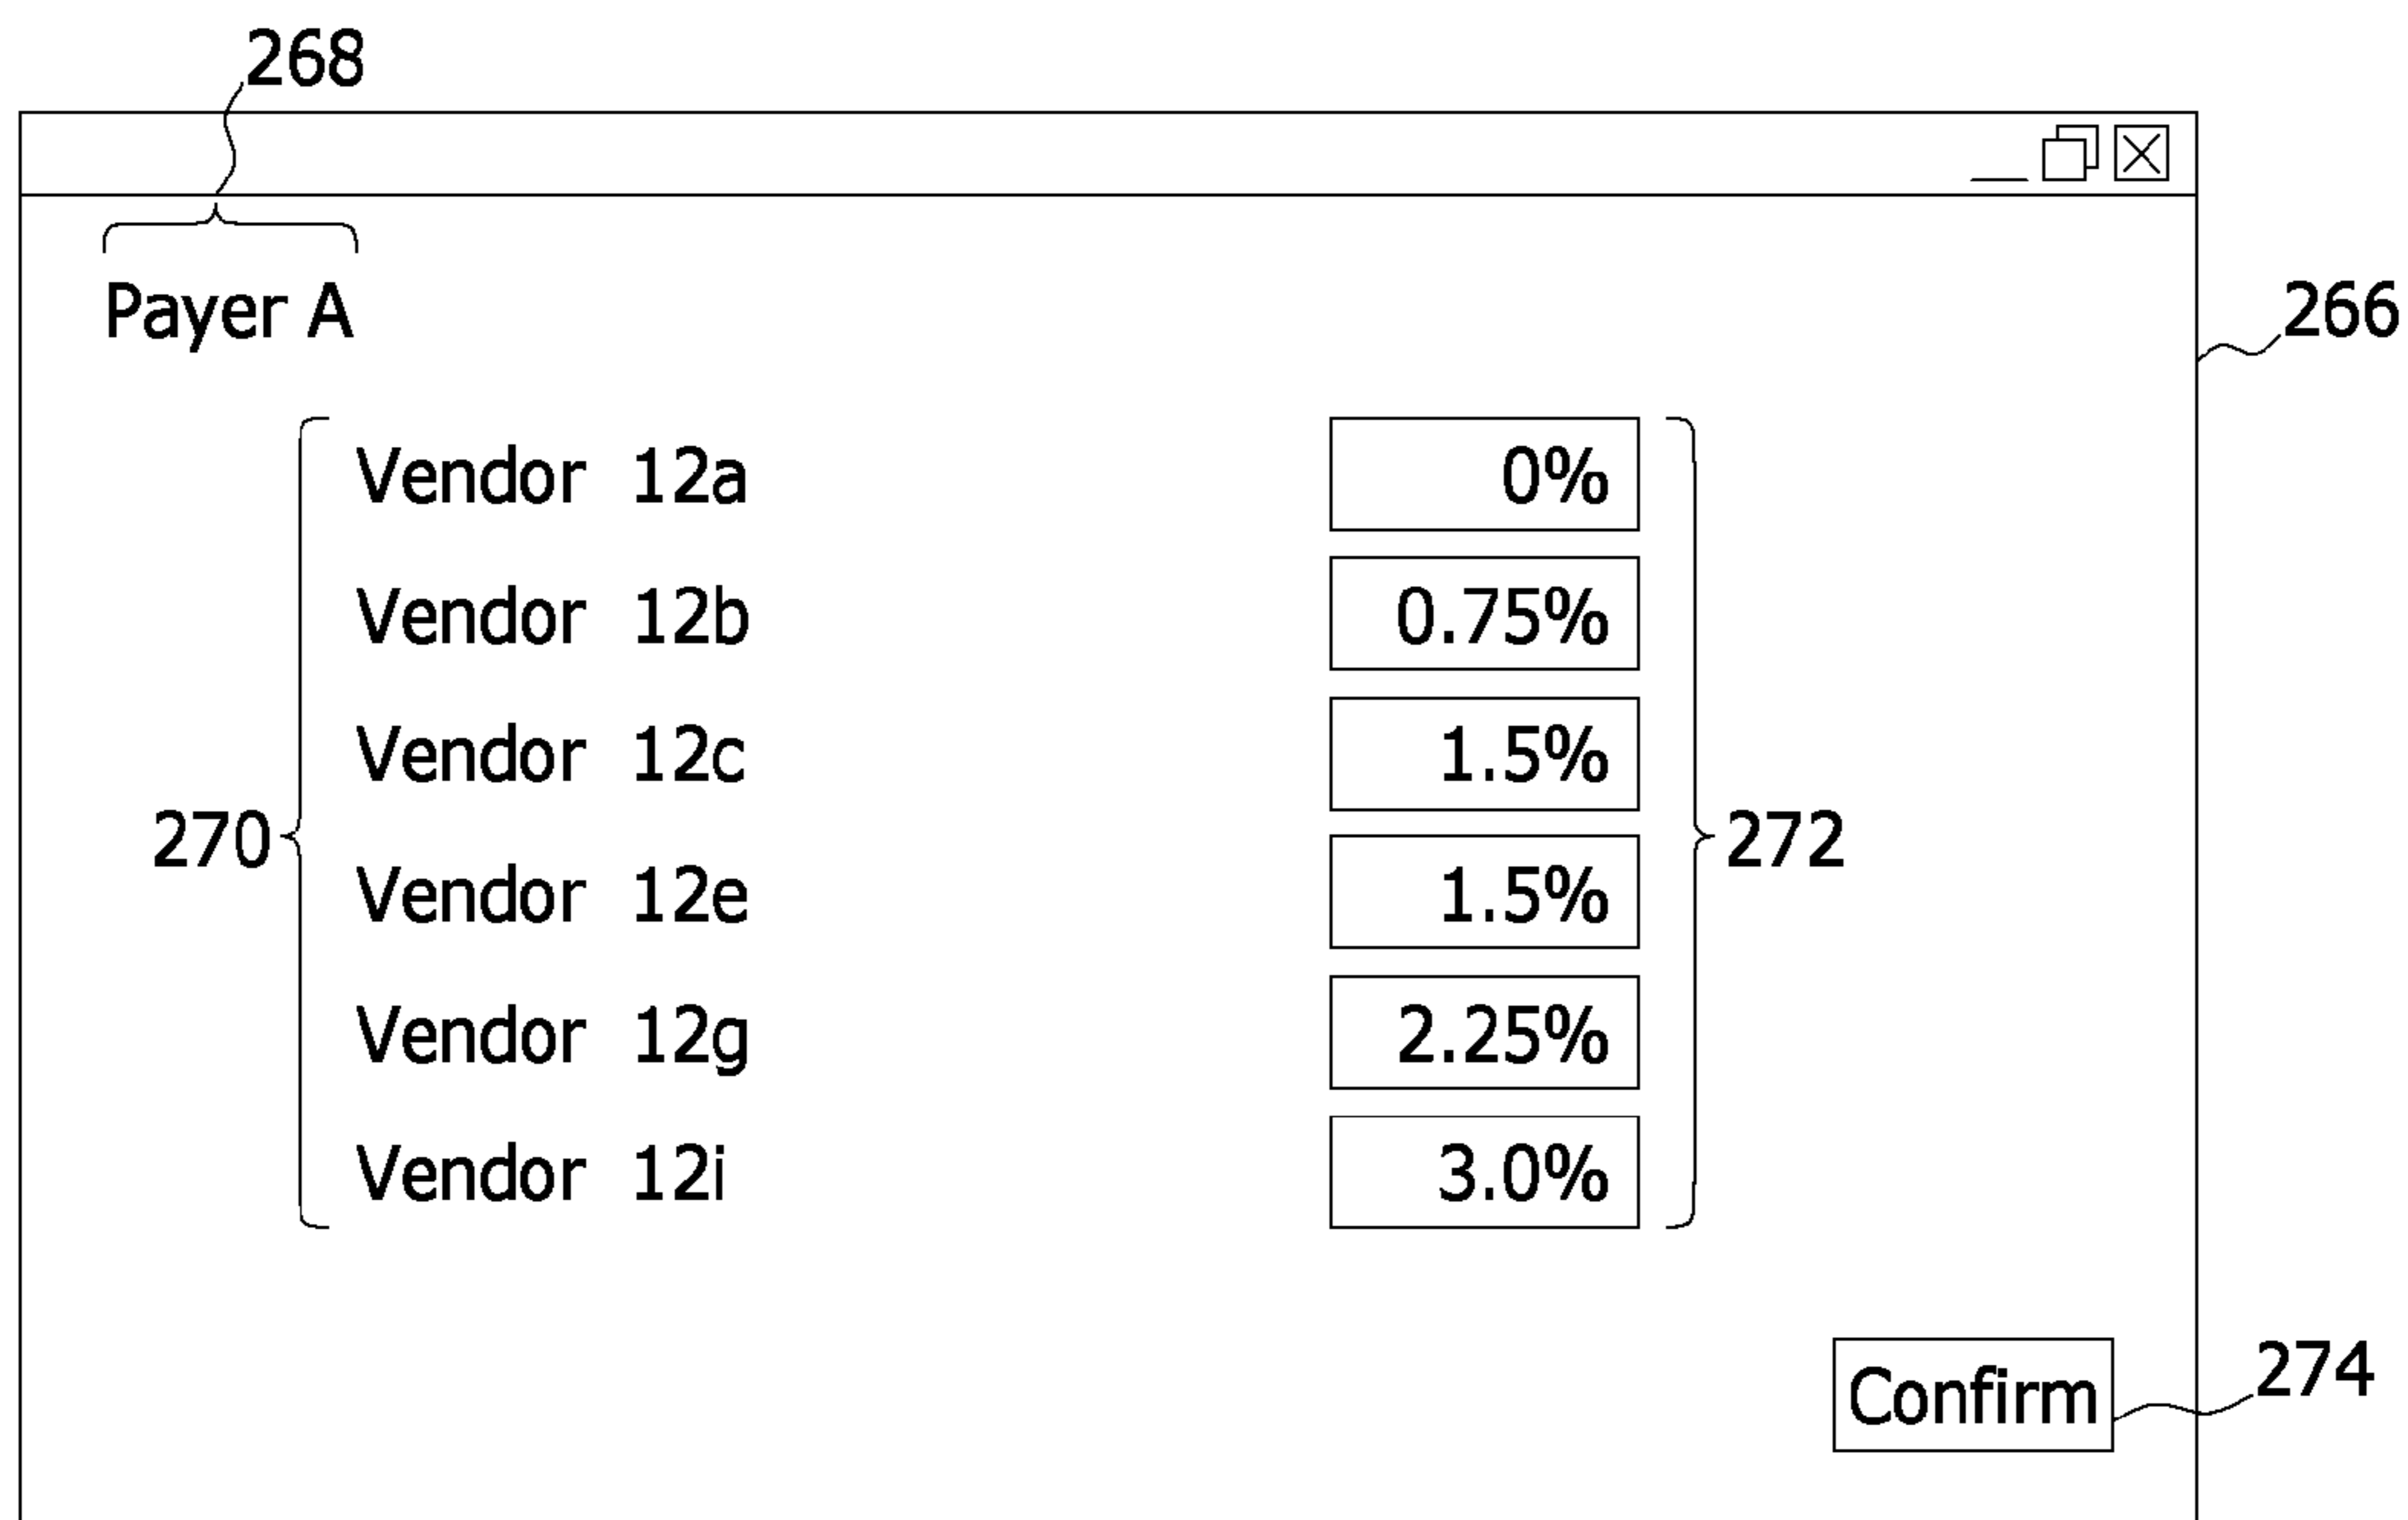 268
Payer A
266
Vendor 12a 0%
Vendor 12b 0.75%
Vendor 12c 1.5%
270 272
Vendor 12e 1.5%
Vendor 12g 2.25%
Vendor 12i 3.0%
Confirm
274